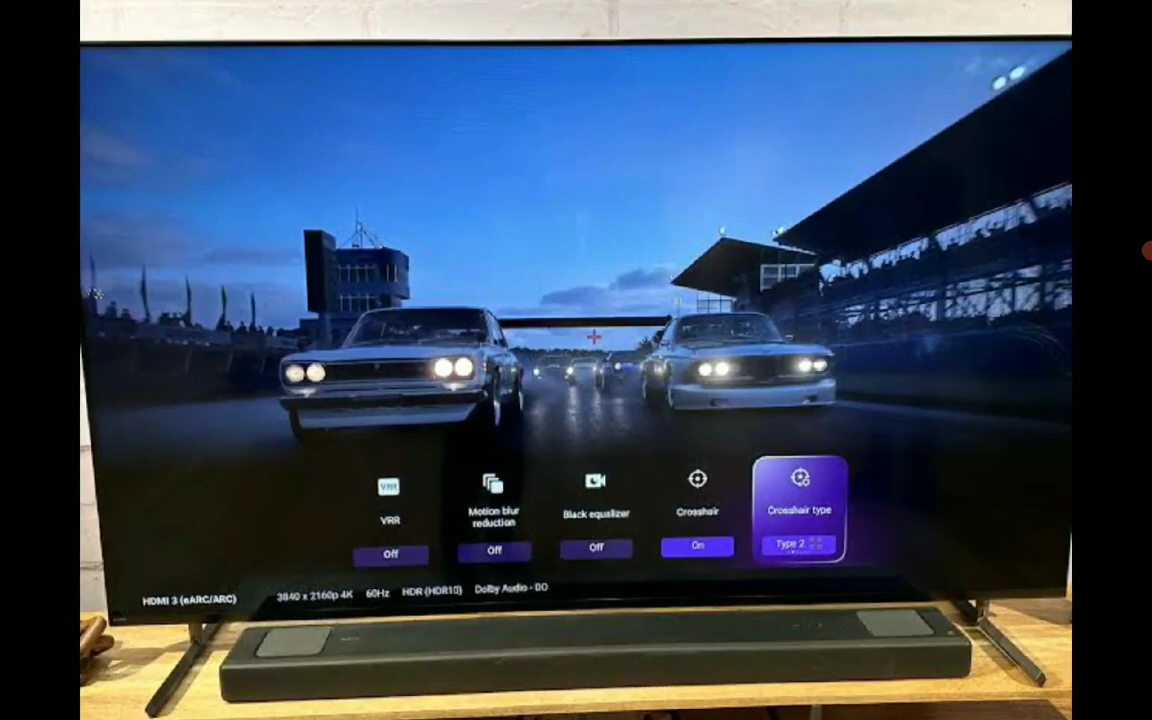 VRR
VRR
Off
Motion blur
reduction
Off
Black equalizer
Off
Crosshair
On
Crosshair type
Type 2
HDMI 3 (eARC/ARC)
3840 x 2160p 4K 60Hz HDR (HDR10) Dolby Audio - DD